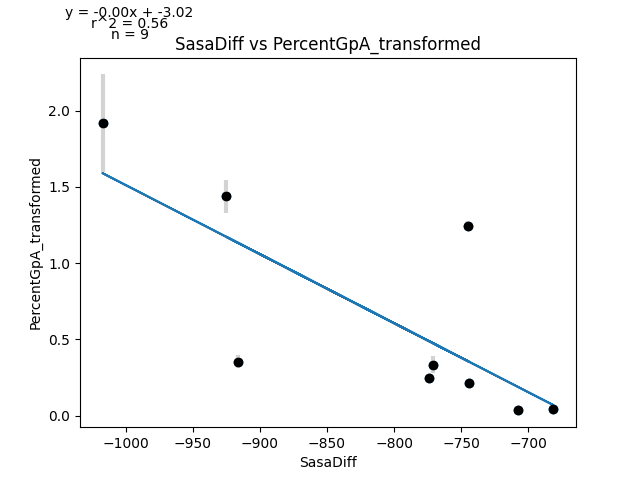 y = -0.00x + -3.02
r^2 = 0.56
n = 9
SasaDiff vs PercentGpA_transformed
PercentGpA_transformed
2.0
1.5
1.0
0.5
0.0
−1000 −950 −900 −850 −800 −750 −700
SasaDiff